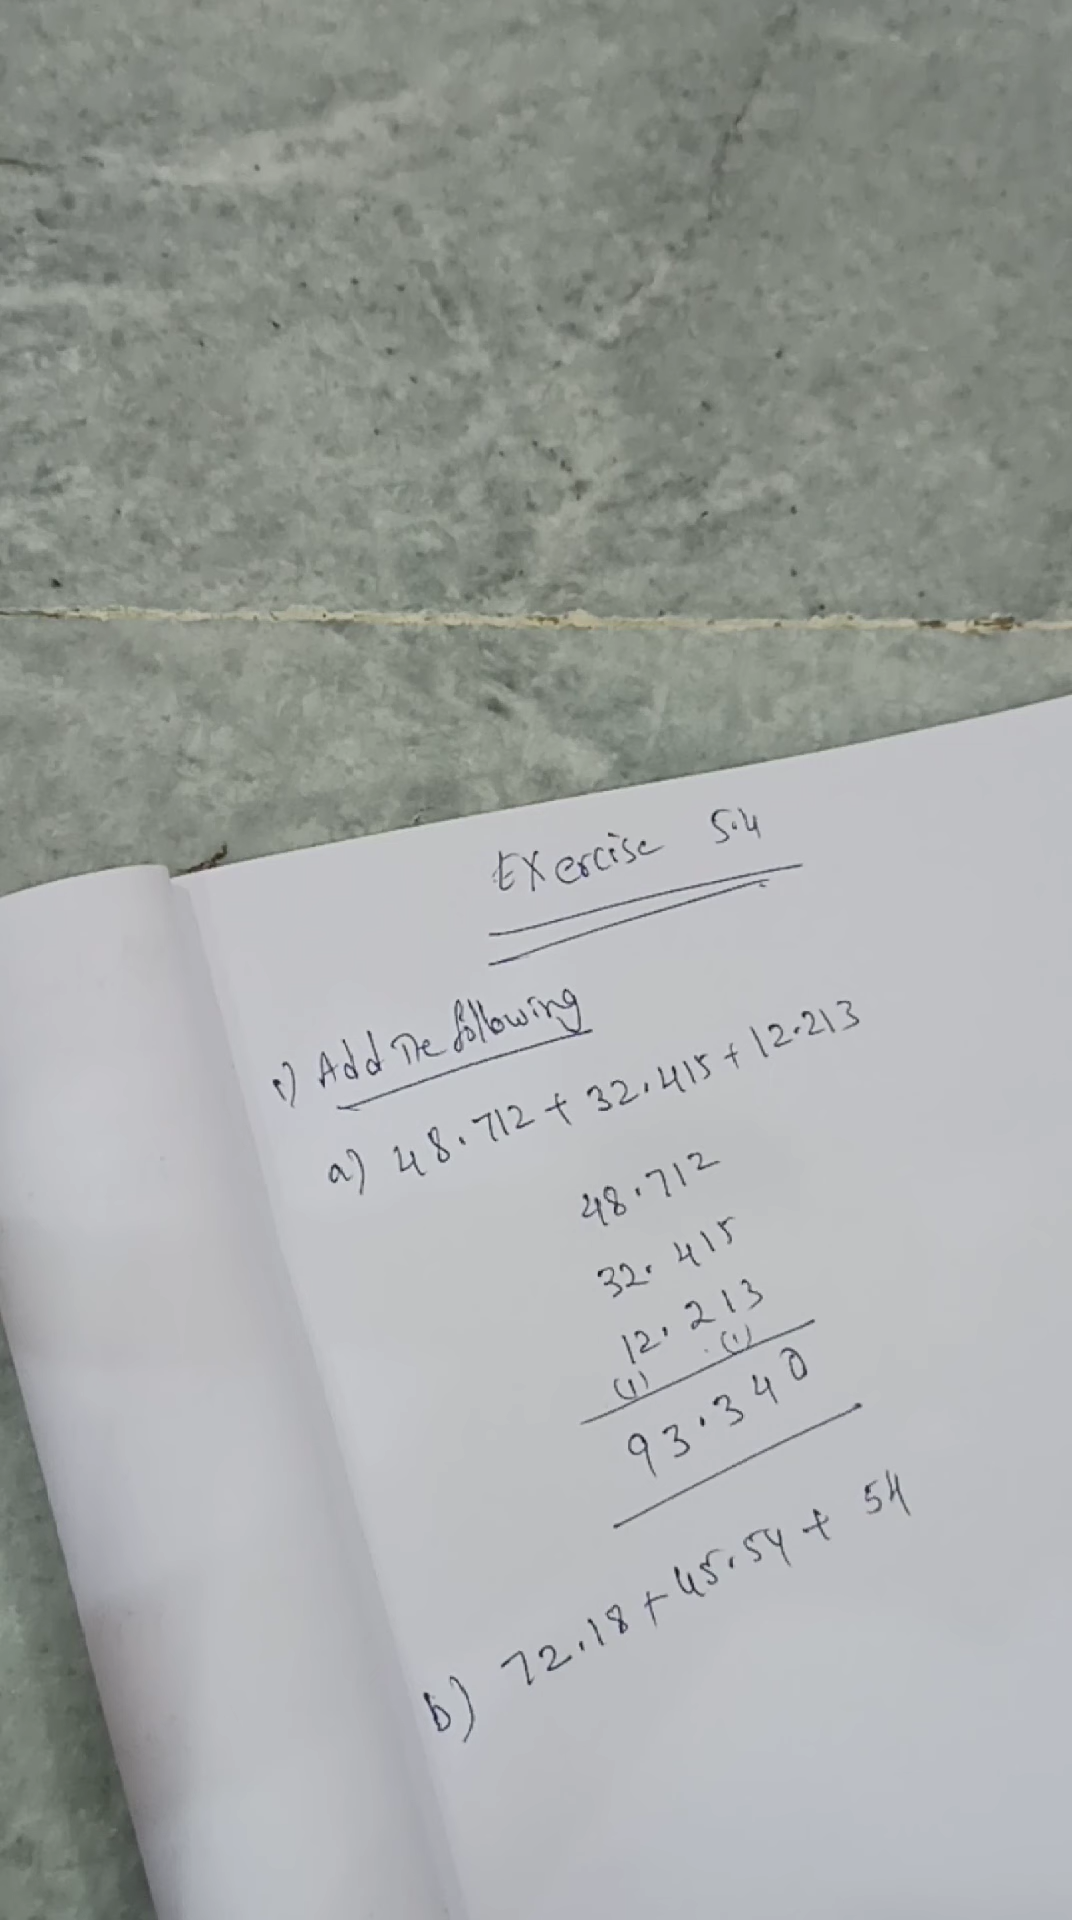 Exercise 5.4
1) Add The following
a) 48.712 + 32.415 + 12.213
48.712
32.415
12.213
(1) (1)
93.340
b) 72.18 + 45.54 + 54